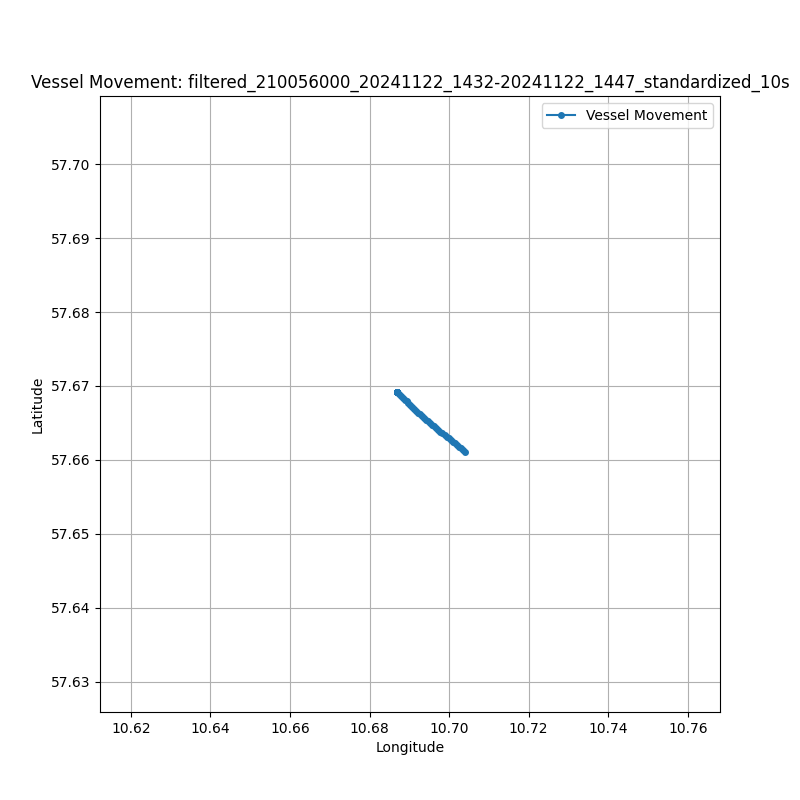 Vessel Movement: filtered_210056000_20241122_1432-20241122_1447_standardized_10s
Vessel Movement
57.70
57.69
57.68
57.67
57.66
57.65
57.64
57.63
Latitude
10.62 10.64 10.66 10.68 10.70 10.72 10.74 10.76
Longitude